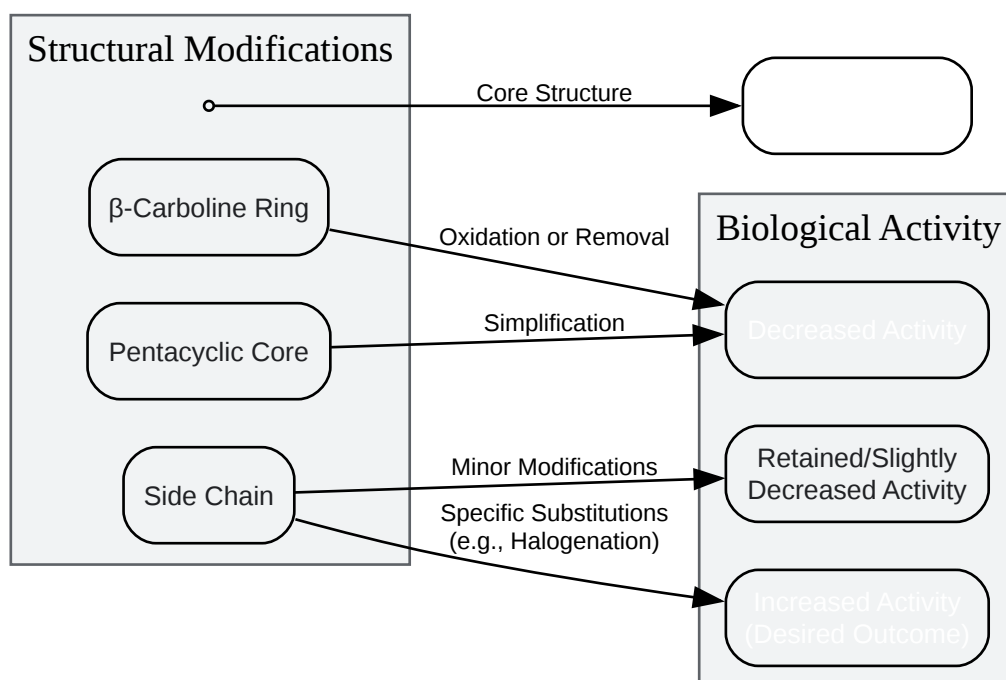 Structural Modifications
Core Structure
β-Carboline Ring
Oxidation or Removal
Biological Activity
Pentacyclic Core
Simplification
Decreased Activity
Side Chain
Minor Modifications
Retained/Slightly
Decreased Activity
Specific Substitutions
(e.g., Halogenation)
Increased Activity
(Desired Outcome)